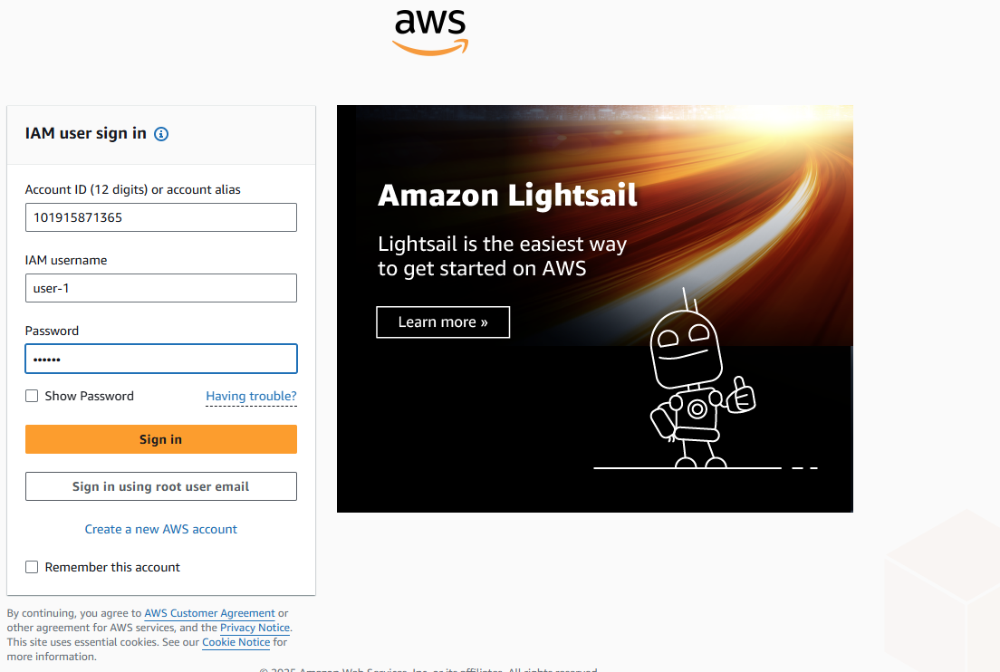 aws
IAM user sign in
Account ID (12 digits) or account alias
101915871365
IAM username
user-1
Password
••••••
Show Password
Having trouble?
Sign in
Sign in using root user email
Create a new AWS account
Remember this account
By continuing, you agree to AWS Customer Agreement or
other agreement for AWS services, and the Privacy Notice.
This site uses essential cookies. See our Cookie Notice for
more information.
Amazon Lightsail
Lightsail is the easiest way
to get started on AWS
Learn more »
© 2025 Amazon Web Services, Inc. or its affiliates. All rights reserved.